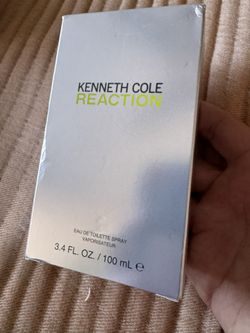 KENNETH COLE
REACTION
EAU DE TOILETTE SPRAY
VAPORISATEUR
3.4 FL. OZ. / 100 mL ℮